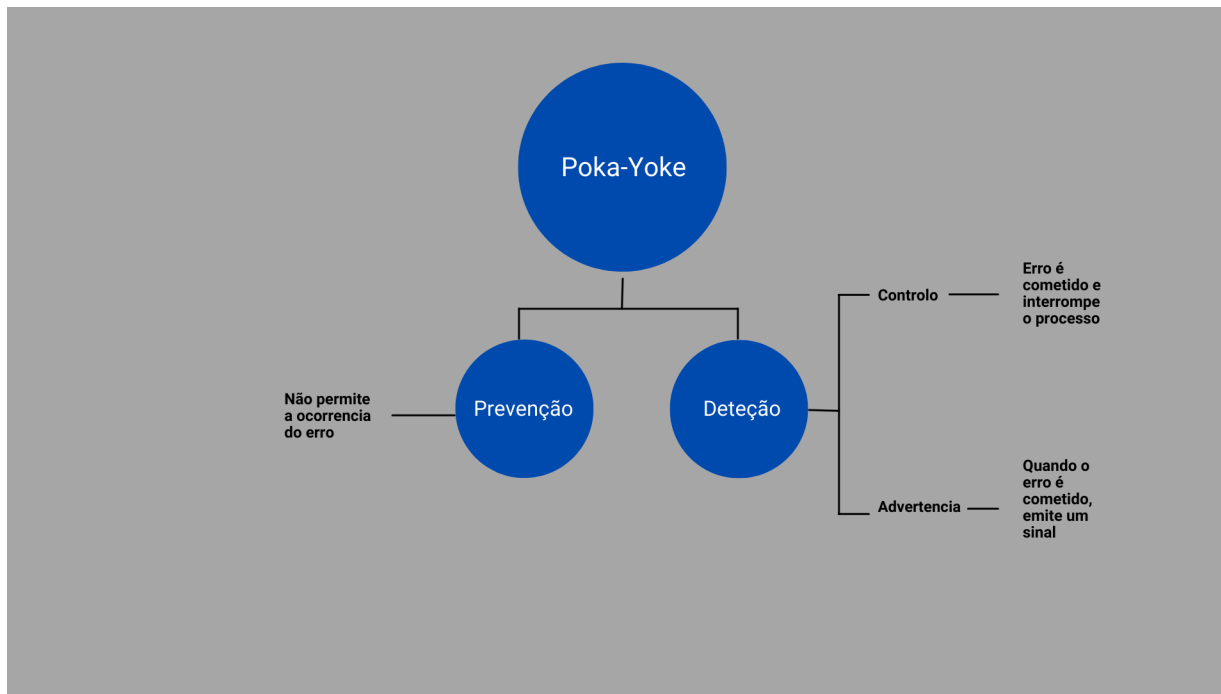 Poka-Yoke
Prevenção
Não permite
a ocorrencia
do erro
Deteção
Controlo
Erro é
cometido e
interrompe
o processo
Advertencia
Quando o
erro é
cometido,
emite um
sinal